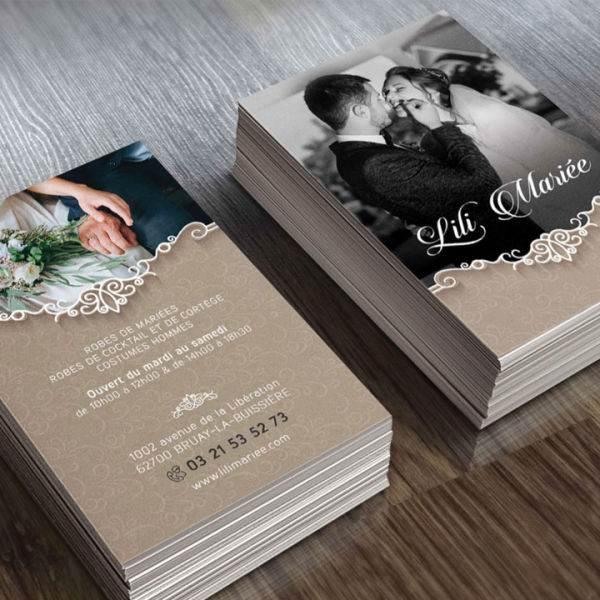 Lili Mariée
ROBES DE MARIÉES
ROBES DE COCKTAIL ET DE CORTÈGE
COSTUMES HOMMES
Ouvert du mardi au samedi
de 10h00 à 12h00 & de 14h00 à 18h30
1002 avenue de la Libération
62700 BRUAY-LA-BUISSIÈRE
03 21 53 52 73
www.lilimariee.com